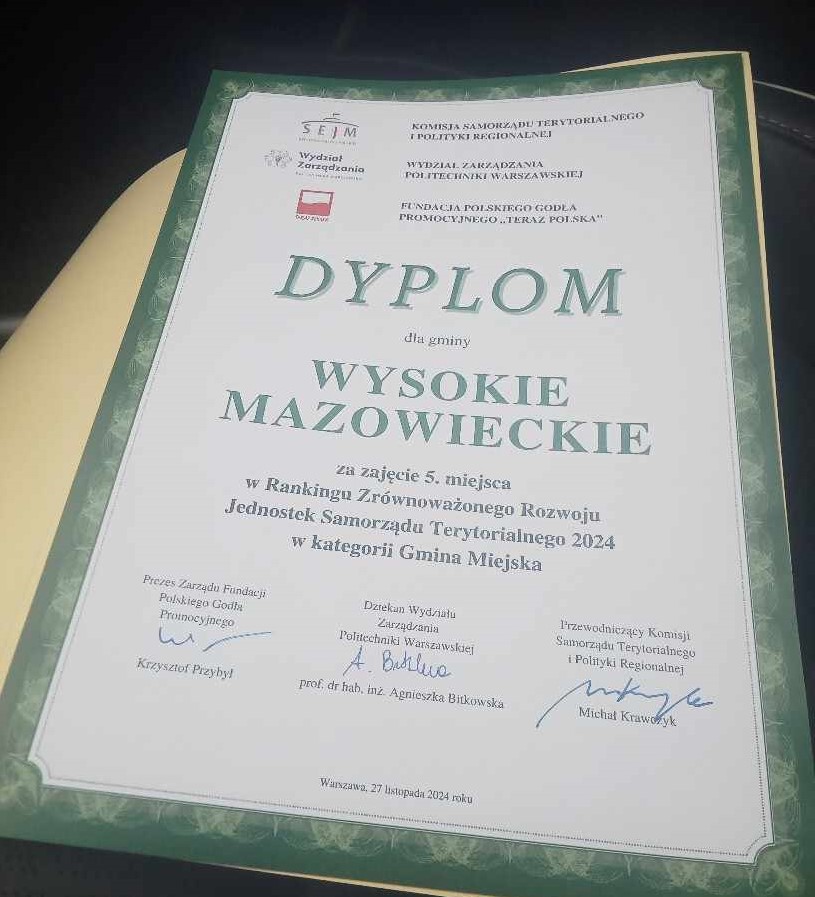 SEJM
KOMISJA SAMORZĄDU TERYTORIALNEGO
I POLITYKI REGIONALNEJ
Wydział
Zarządzania
WYDZIAŁ ZARZĄDZANIA
POLITECHNIKI WARSZAWSKIEJ
FUNDACJA POLSKIEGO GODŁA
PROMOCYJNEGO „TERAZ POLSKA”
DYPLOM
dla gminy
WYSOKIE
MAZOWIECKIE
za zajęcie 5. miejsca
w Rankingu Zrównoważonego Rozwoju
Jednostek Samorządu Terytorialnego 2024
w kategorii Gmina Miejska
Prezes Zarządu Fundacji
Polskiego Godła
Promocyjnego
Krzysztof Przybył
Dziekan Wydziału
Zarządzania
Politechniki Warszawskiej
A. Bitkowska
prof. dr hab. inż. Agnieszka Bitkowska
Przewodniczący Komisji
Samorządu Terytorialnego
i Polityki Regionalnej
Michał Krawczyk
Warszawa, 27 listopada 2024 roku